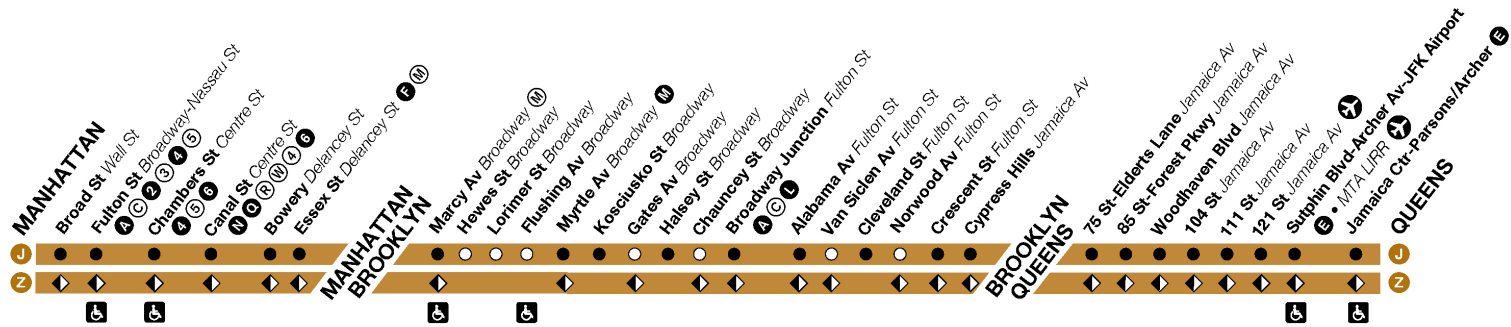 MANHATTAN
Broad St Wall St
Fulton St Broadway-Nassau St
A C 2 3 4 5
Chambers St Centre St
4 5 6
Canal St Centre St
N Q R W 4 6
Bowery Delancey St
Essex St Delancey St F M
MANHATTAN
BROOKLYN
Marcy Av Broadway M
Hewes St Broadway
Lorimer St Broadway
Flushing Av Broadway
Myrtle Av Broadway M
Kosciusko St Broadway
Gates Av Broadway
Halsey St Broadway
Chauncey St Broadway
Broadway Junction Fulton St
A C L
Alabama Av Fulton St
Van Siclen Av Fulton St
Cleveland St Fulton St
Norwood Av Fulton St
Crescent St Fulton St
Cypress Hills Jamaica Av
BROOKLYN
QUEENS
75 St-Elderts Lane Jamaica Av
85 St-Forest Pkwy Jamaica Av
Woodhaven Blvd Jamaica Av
104 St Jamaica Av
111 St Jamaica Av
121 St Jamaica Av
Sutphin Blvd-Archer Av-JFK Airport
E • MTA LIRR
Jamaica Ctr-Parsons/Archer E
QUEENS
J J
Z Z